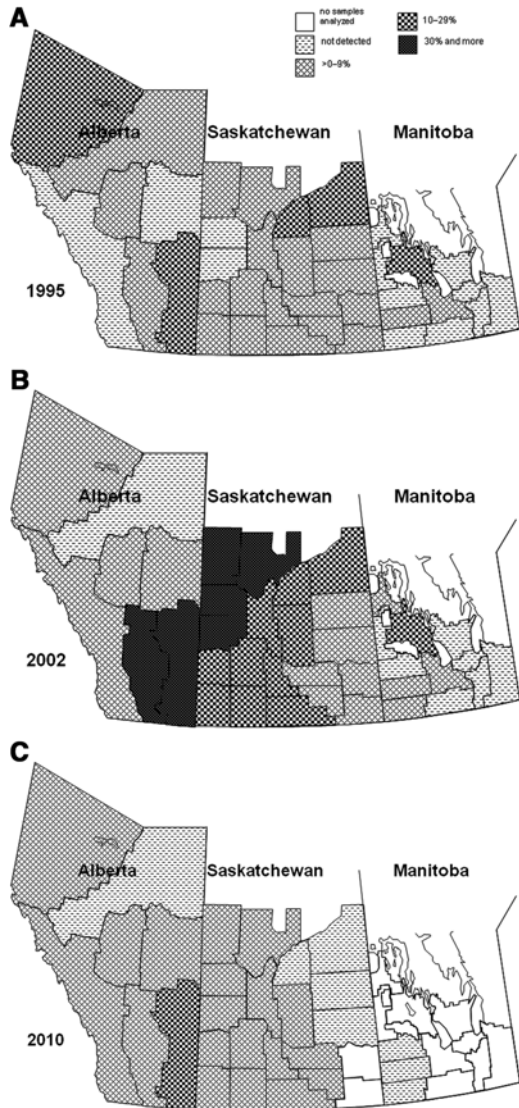 A
no samples
analyzed
10–29%
not detected
30% and more
>0–9%
Alberta
Saskatchewan
Manitoba
1995
B
Alberta
Saskatchewan
Manitoba
2002
C
Alberta
Saskatchewan
Manitoba
2010